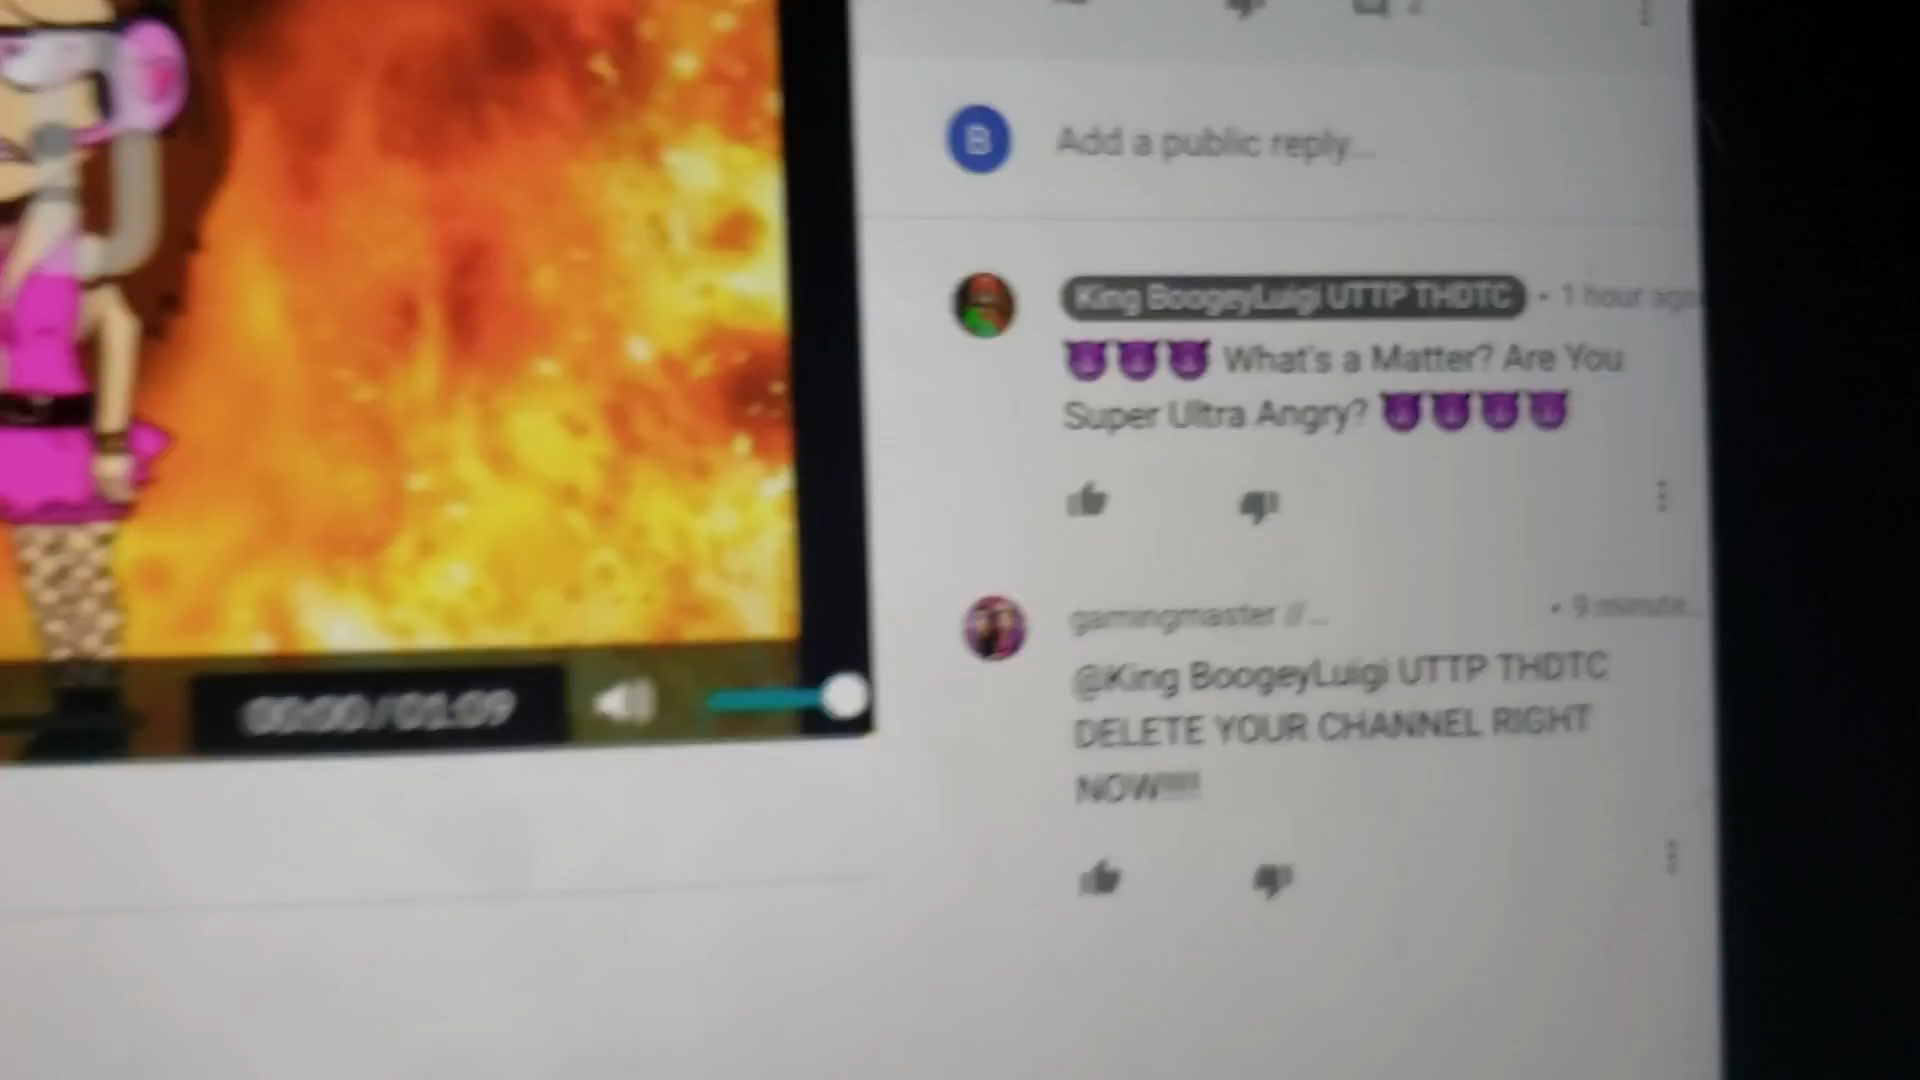 2
B
Add a public reply...
King BoogeyLuigi UTTP THDTC • 1 hour ago
😈😈😈 What's a Matter? Are You
Super Ultra Angry? 😈😈😈😈
gamingmaster //... • 9 minute...
@King BoogeyLuigi UTTP THDTC
DELETE YOUR CHANNEL RIGHT
NOW!!!!!
00:00 / 01:09